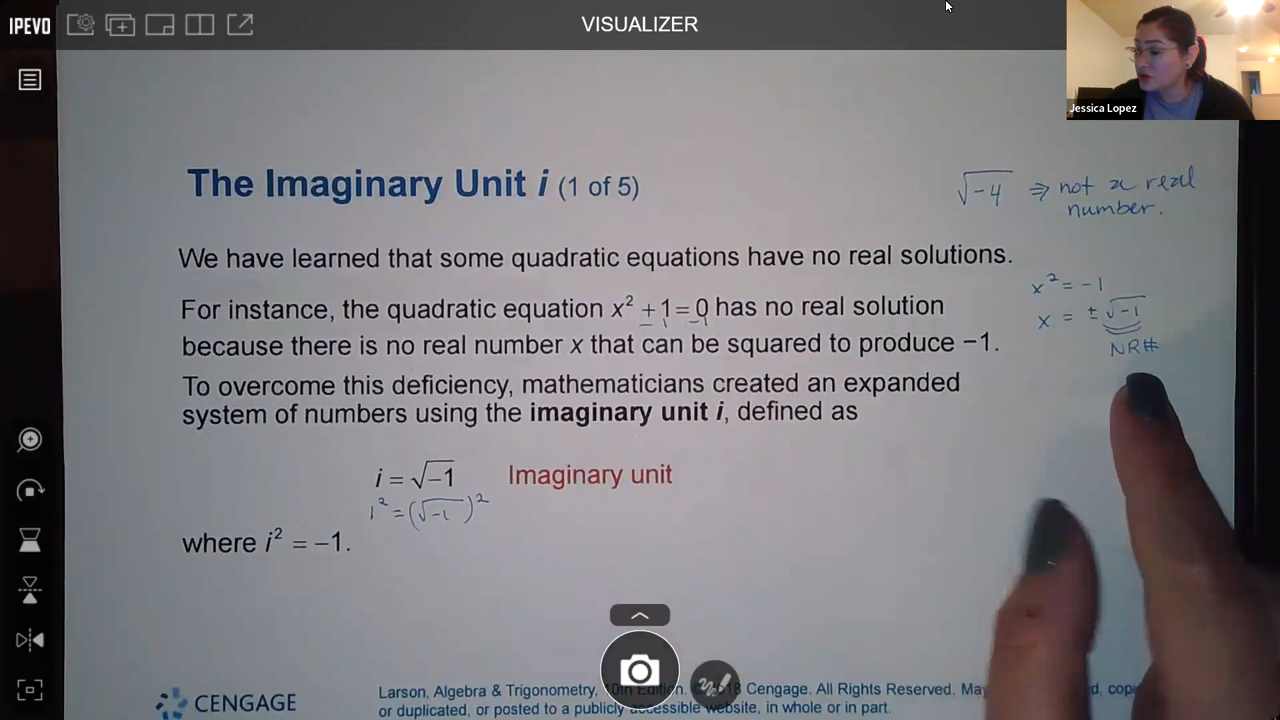 IPEVO
VISUALIZER
Jessica Lopez
The Imaginary Unit i (1 of 5)
√-4 ⇒ not a real
number.
We have learned that some quadratic equations have no real solutions.
x² = -1
For instance, the quadratic equation x² + 1 = 0 has no real solution
-1 -1
x = ±√-1
because there is no real number x that can be squared to produce −1.
NR#
To overcome this deficiency, mathematicians created an expanded
system of numbers using the imaginary unit i, defined as
i = √−1 Imaginary unit
i² = (√-1)²
where i² = −1.
CENGAGE
Larson, Algebra & Trigonometry, 10th Edition. © 2018 Cengage. All Rights Reserved. May
or duplicated, or posted to a publicly accessible website, in whole or in part.